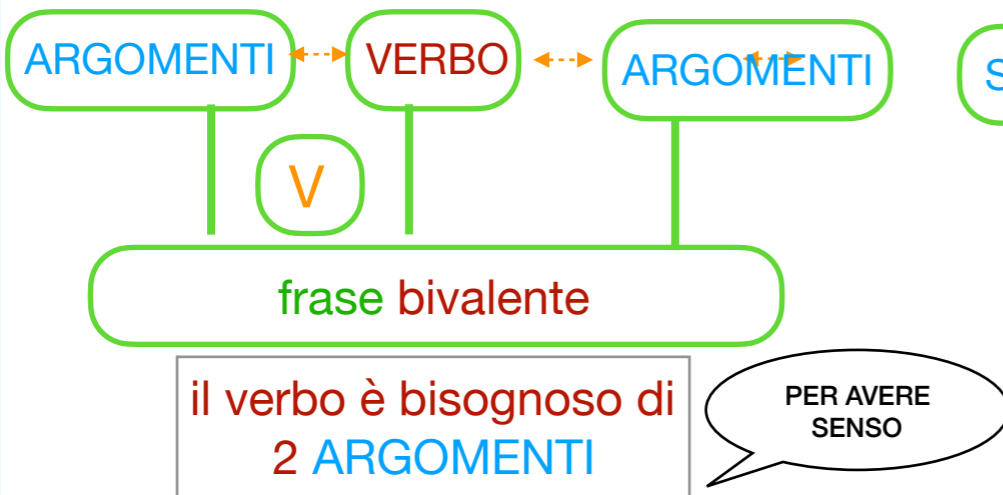 ARGOMENTI
VERBO
ARGOMENTI
S
V
frase bivalente
il verbo è bisognoso di
2 ARGOMENTI
PER AVERE
SENSO